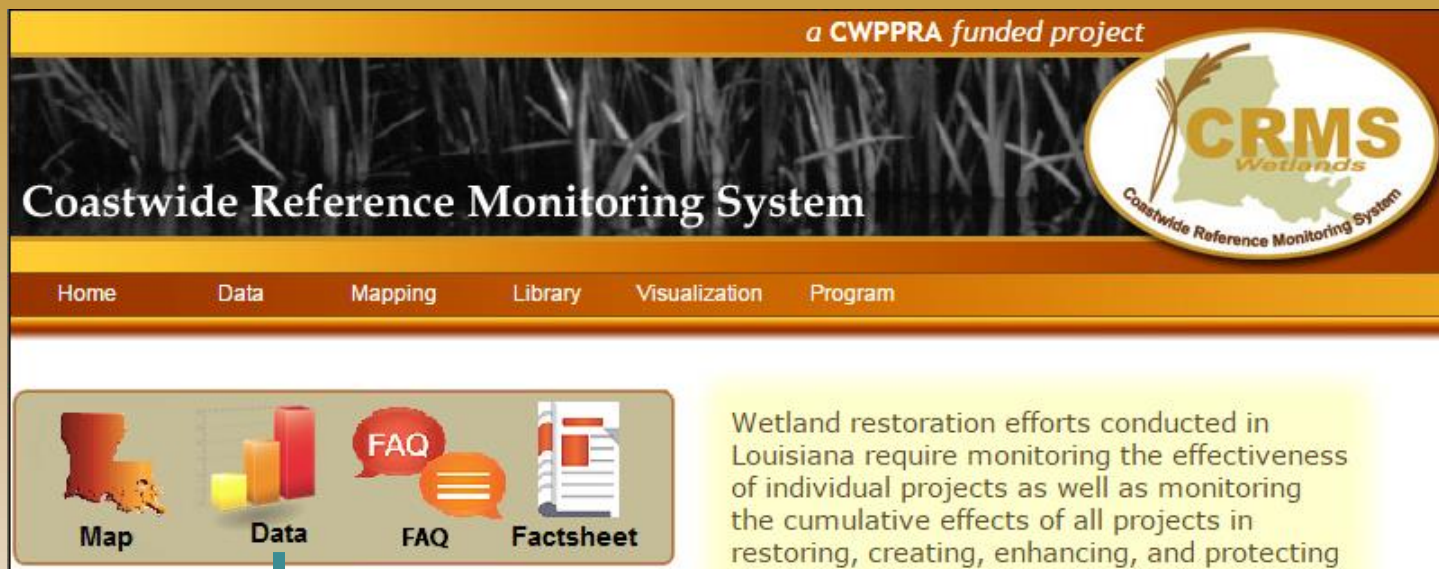 a CWPPRA funded project
CRMS
Wetlands
Coastwide Reference Monitoring System
Coastwide Reference Monitoring System
Home Data Mapping Library Visualization Program
FAQ
Map Data FAQ Factsheet
Wetland restoration efforts conducted in
Louisiana require monitoring the effectiveness
of individual projects as well as monitoring
the cumulative effects of all projects in
restoring, creating, enhancing, and protecting